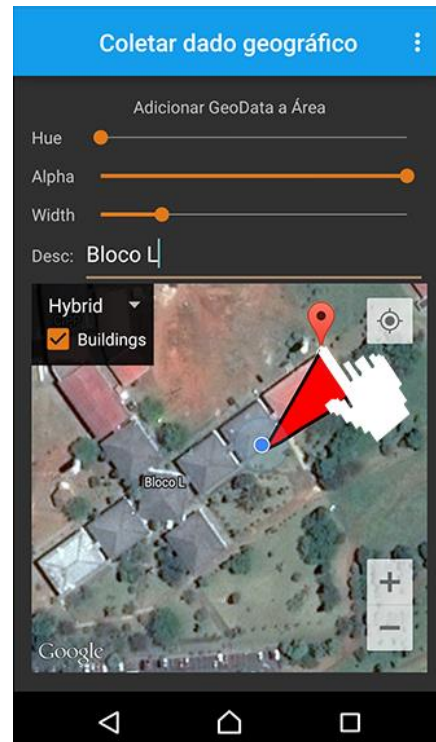 Coletar dado geográfico
Adicionar GeoData a Área
Hue
Alpha
Width
Desc: Bloco L
Hybrid
Buildings
Bloco L
Google